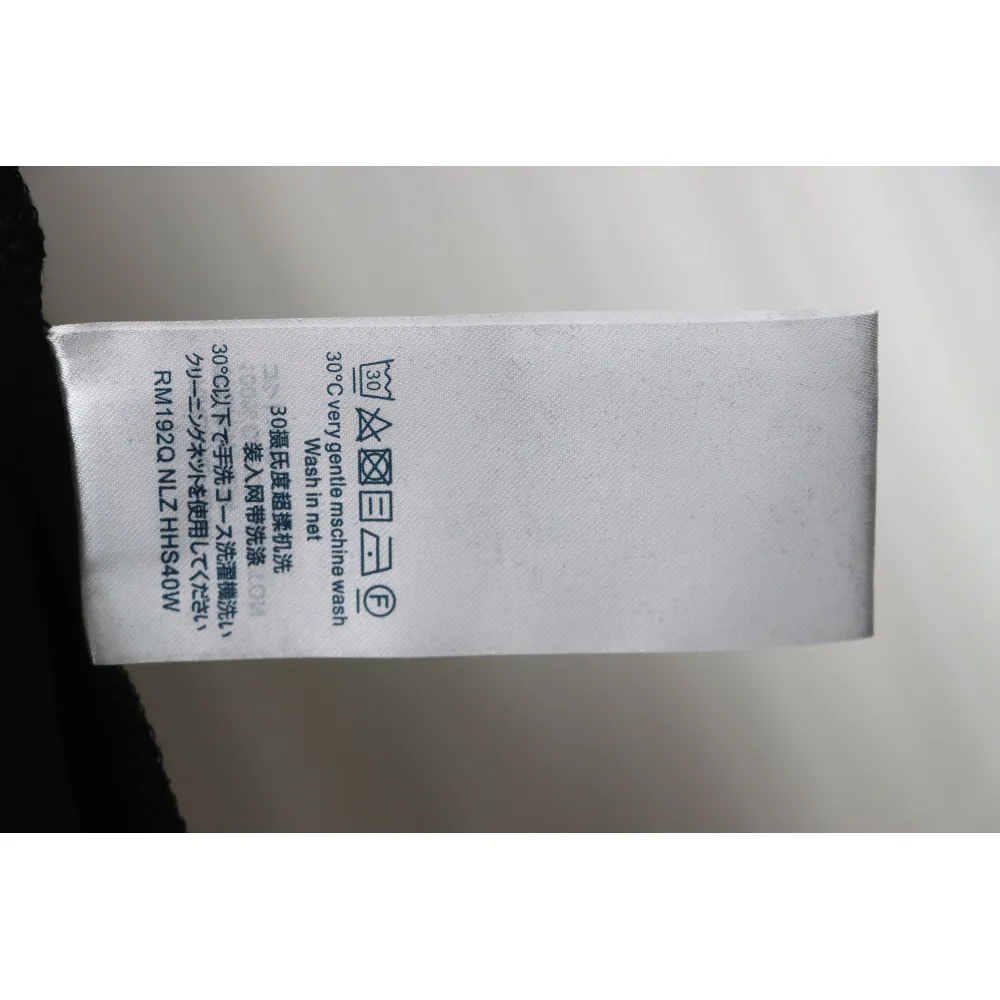 30
F
30°C very gentle mschine wash
Wash in net
30摄氏度超揉机洗
装入网带洗涤
30°C以下で手洗コース洗濯機洗い
クリーニングネットを使用してください
RM192Q NLZ HHS40W